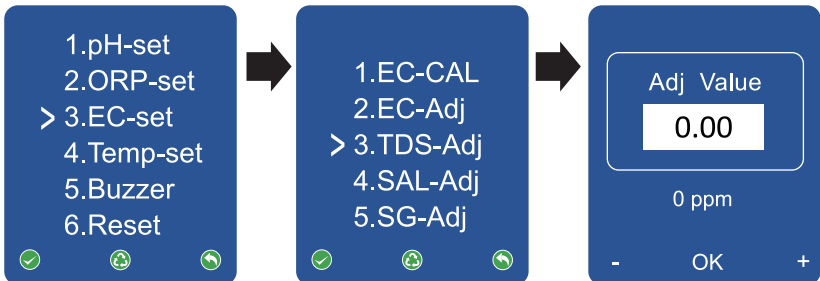 1.pH-set
2.ORP-set
> 3.EC-set
4.Temp-set
5.Buzzer
6.Reset
1.EC-CAL
2.EC-Adj
> 3.TDS-Adj
4.SAL-Adj
5.SG-Adj
Adj Value
0.00
0 ppm
- OK +